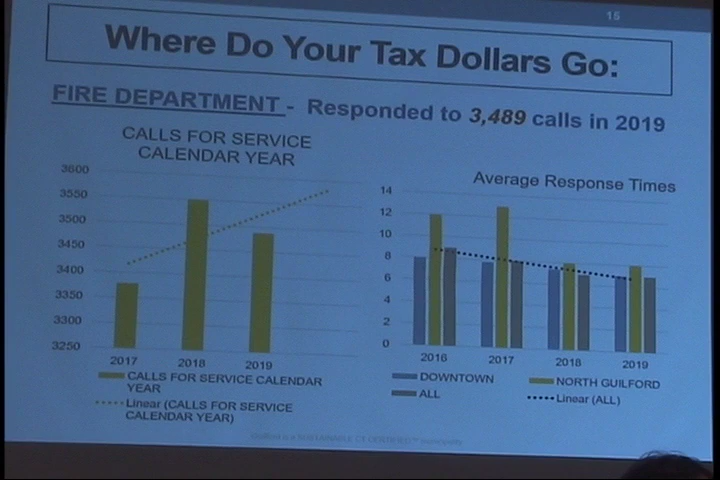 15
Where Do Your Tax Dollars Go:
FIRE DEPARTMENT - Responded to 3,489 calls in 2019
CALLS FOR SERVICE
CALENDAR YEAR
3600
3550
3500
3450
3400
3350
3300
3250
2017 2018 2019
CALLS FOR SERVICE CALENDAR
YEAR
Linear (CALLS FOR SERVICE
CALENDAR YEAR)
Average Response Times
14
12
10
8
6
4
2
0
2016 2017 2018 2019
DOWNTOWN NORTH GUILFORD
ALL Linear (ALL)